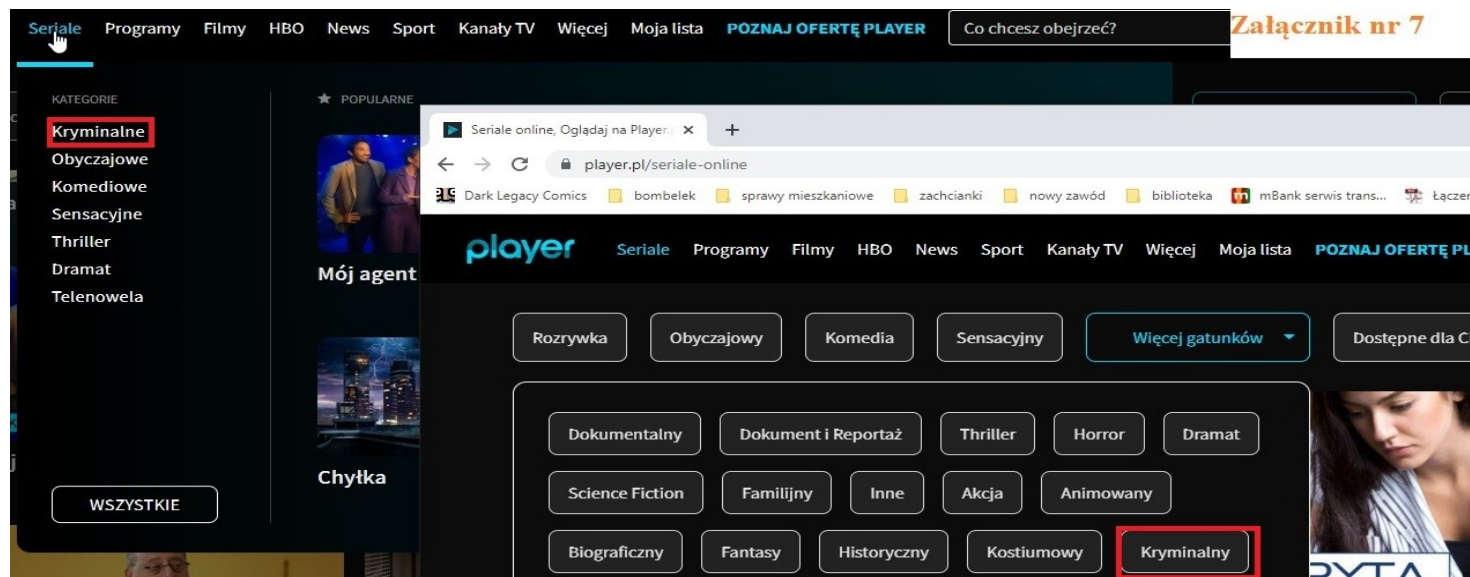 Seriale Programy Filmy HBO News Sport Kanały TV Więcej Moja lista POZNAJ OFERTĘ PLAYER Co chcesz obejrzeć?
Załącznik nr 7
KATEGORIE
Kryminalne
Obyczajowe
Komediowe
Sensacyjne
Thriller
Dramat
Telenowela
WSZYSTKIE
POPULARNE
Mój agent
Chyłka
Seriale online, Oglądaj na Player.
player.pl/seriale-online
Dark Legacy Comics bombelek sprawy mieszkaniowe zachcianki nowy zawód biblioteka mBank serwis trans... Łączen
player Seriale Programy Filmy HBO News Sport Kanały TV Więcej Moja lista POZNAJ OFERTĘ PL
Rozrywka Obyczajowy Komedia Sensacyjny Więcej gatunków Dostępne dla C
Dokumentalny Dokument i Reportaż Thriller Horror Dramat
Science Fiction Familijny Inne Akcja Animowany
Biograficzny Fantasy Historyczny Kostiumowy Kryminalny